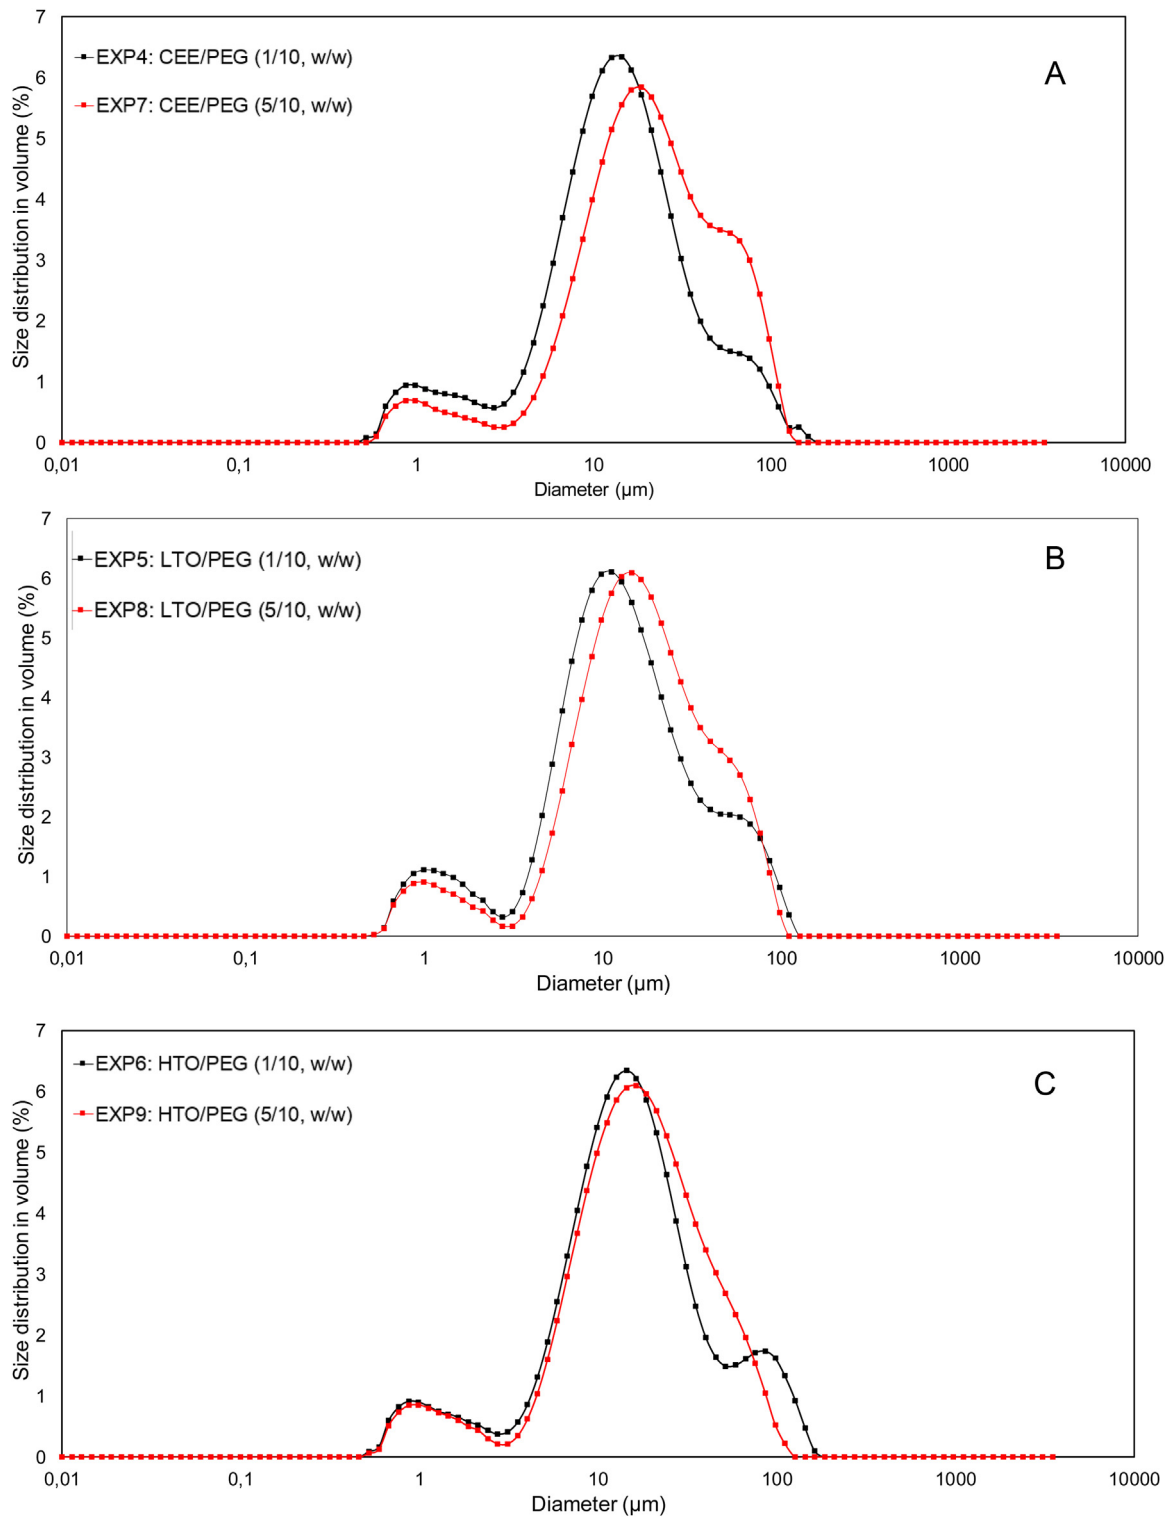 7
EXP4: CEE/PEG (1/10, w/w)
A
6
EXP7: CEE/PEG (5/10, w/w)
5
4
3
2
1
0
Size distribution in volume (%)
0,01 0,1 1 10 100 1000 10000
Diameter (µm)
7
EXP5: LTO/PEG (1/10, w/w)
B
6
EXP8: LTO/PEG (5/10, w/w)
5
4
3
2
1
0
Size distribution in volume (%)
0,01 0,1 1 10 100 1000 10000
Diameter (µm)
7
EXP6: HTO/PEG (1/10, w/w)
C
6
EXP9: HTO/PEG (5/10, w/w)
5
4
3
2
1
0
Size distribution in volume (%)
0,01 0,1 1 10 100 1000 10000
Diameter (µm)